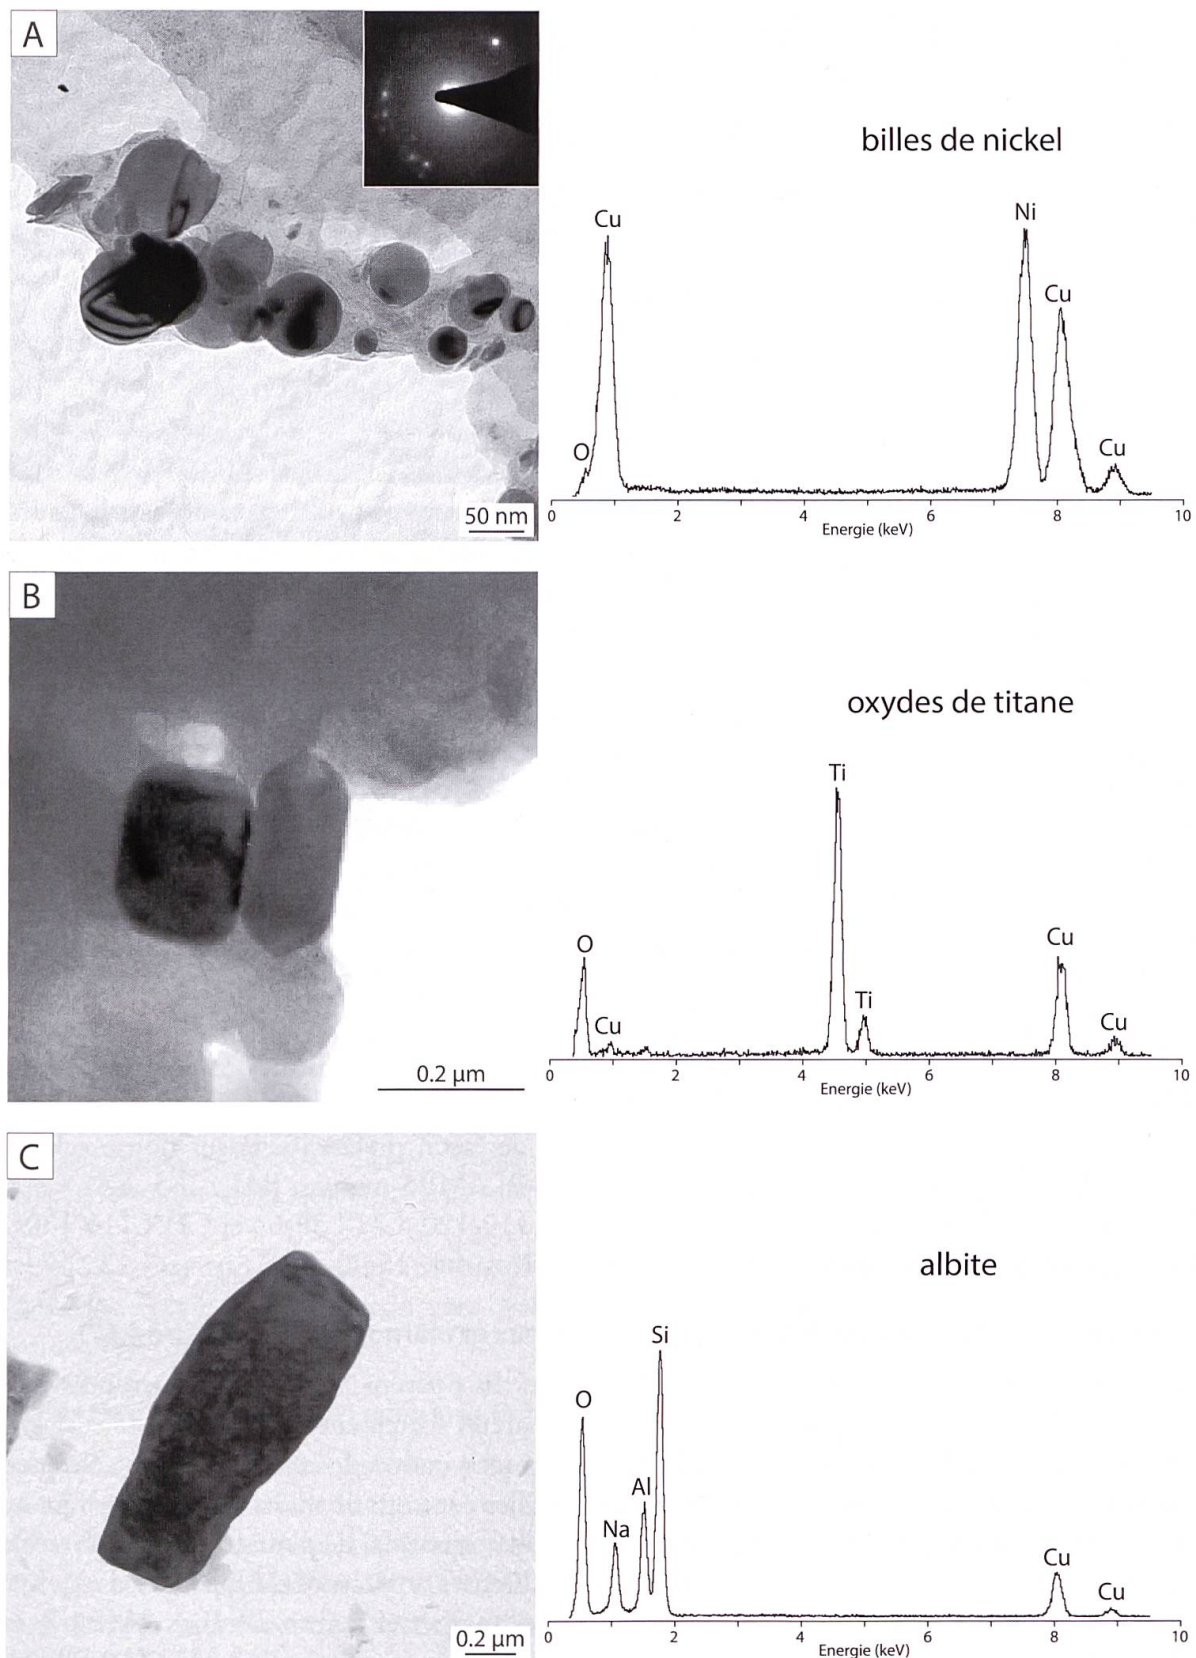 A
billes de nickel
Cu
Ni
Cu
O
Cu
50 nm
0 2 4 6 8 10
Energie (keV)
B
oxydes de titane
Ti
O
Cu
Cu
Ti
Cu
0.2 µm
0 2 4 6 8 10
Energie (keV)
C
albite
Si
O
Al
Na
Cu
Cu
0.2 µm
0 2 4 6 8 10
Energie (keV)